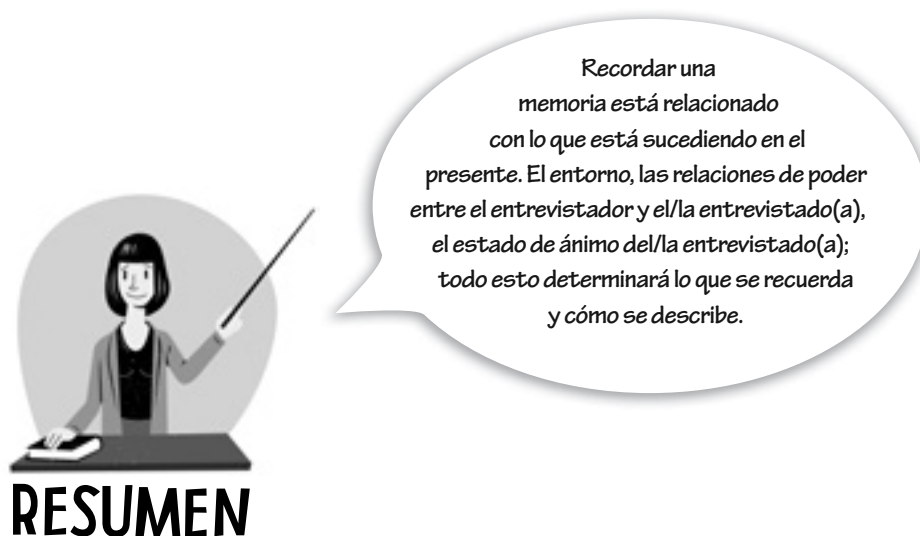 Recordar una
memoria está relacionado
con lo que está sucediendo en el
presente. El entorno, las relaciones de poder
entre el entrevistador y el/la entrevistado(a),
el estado de ánimo del/la entrevistado(a);
todo esto determinará lo que se recuerda
y cómo se describe.
RESUMEN